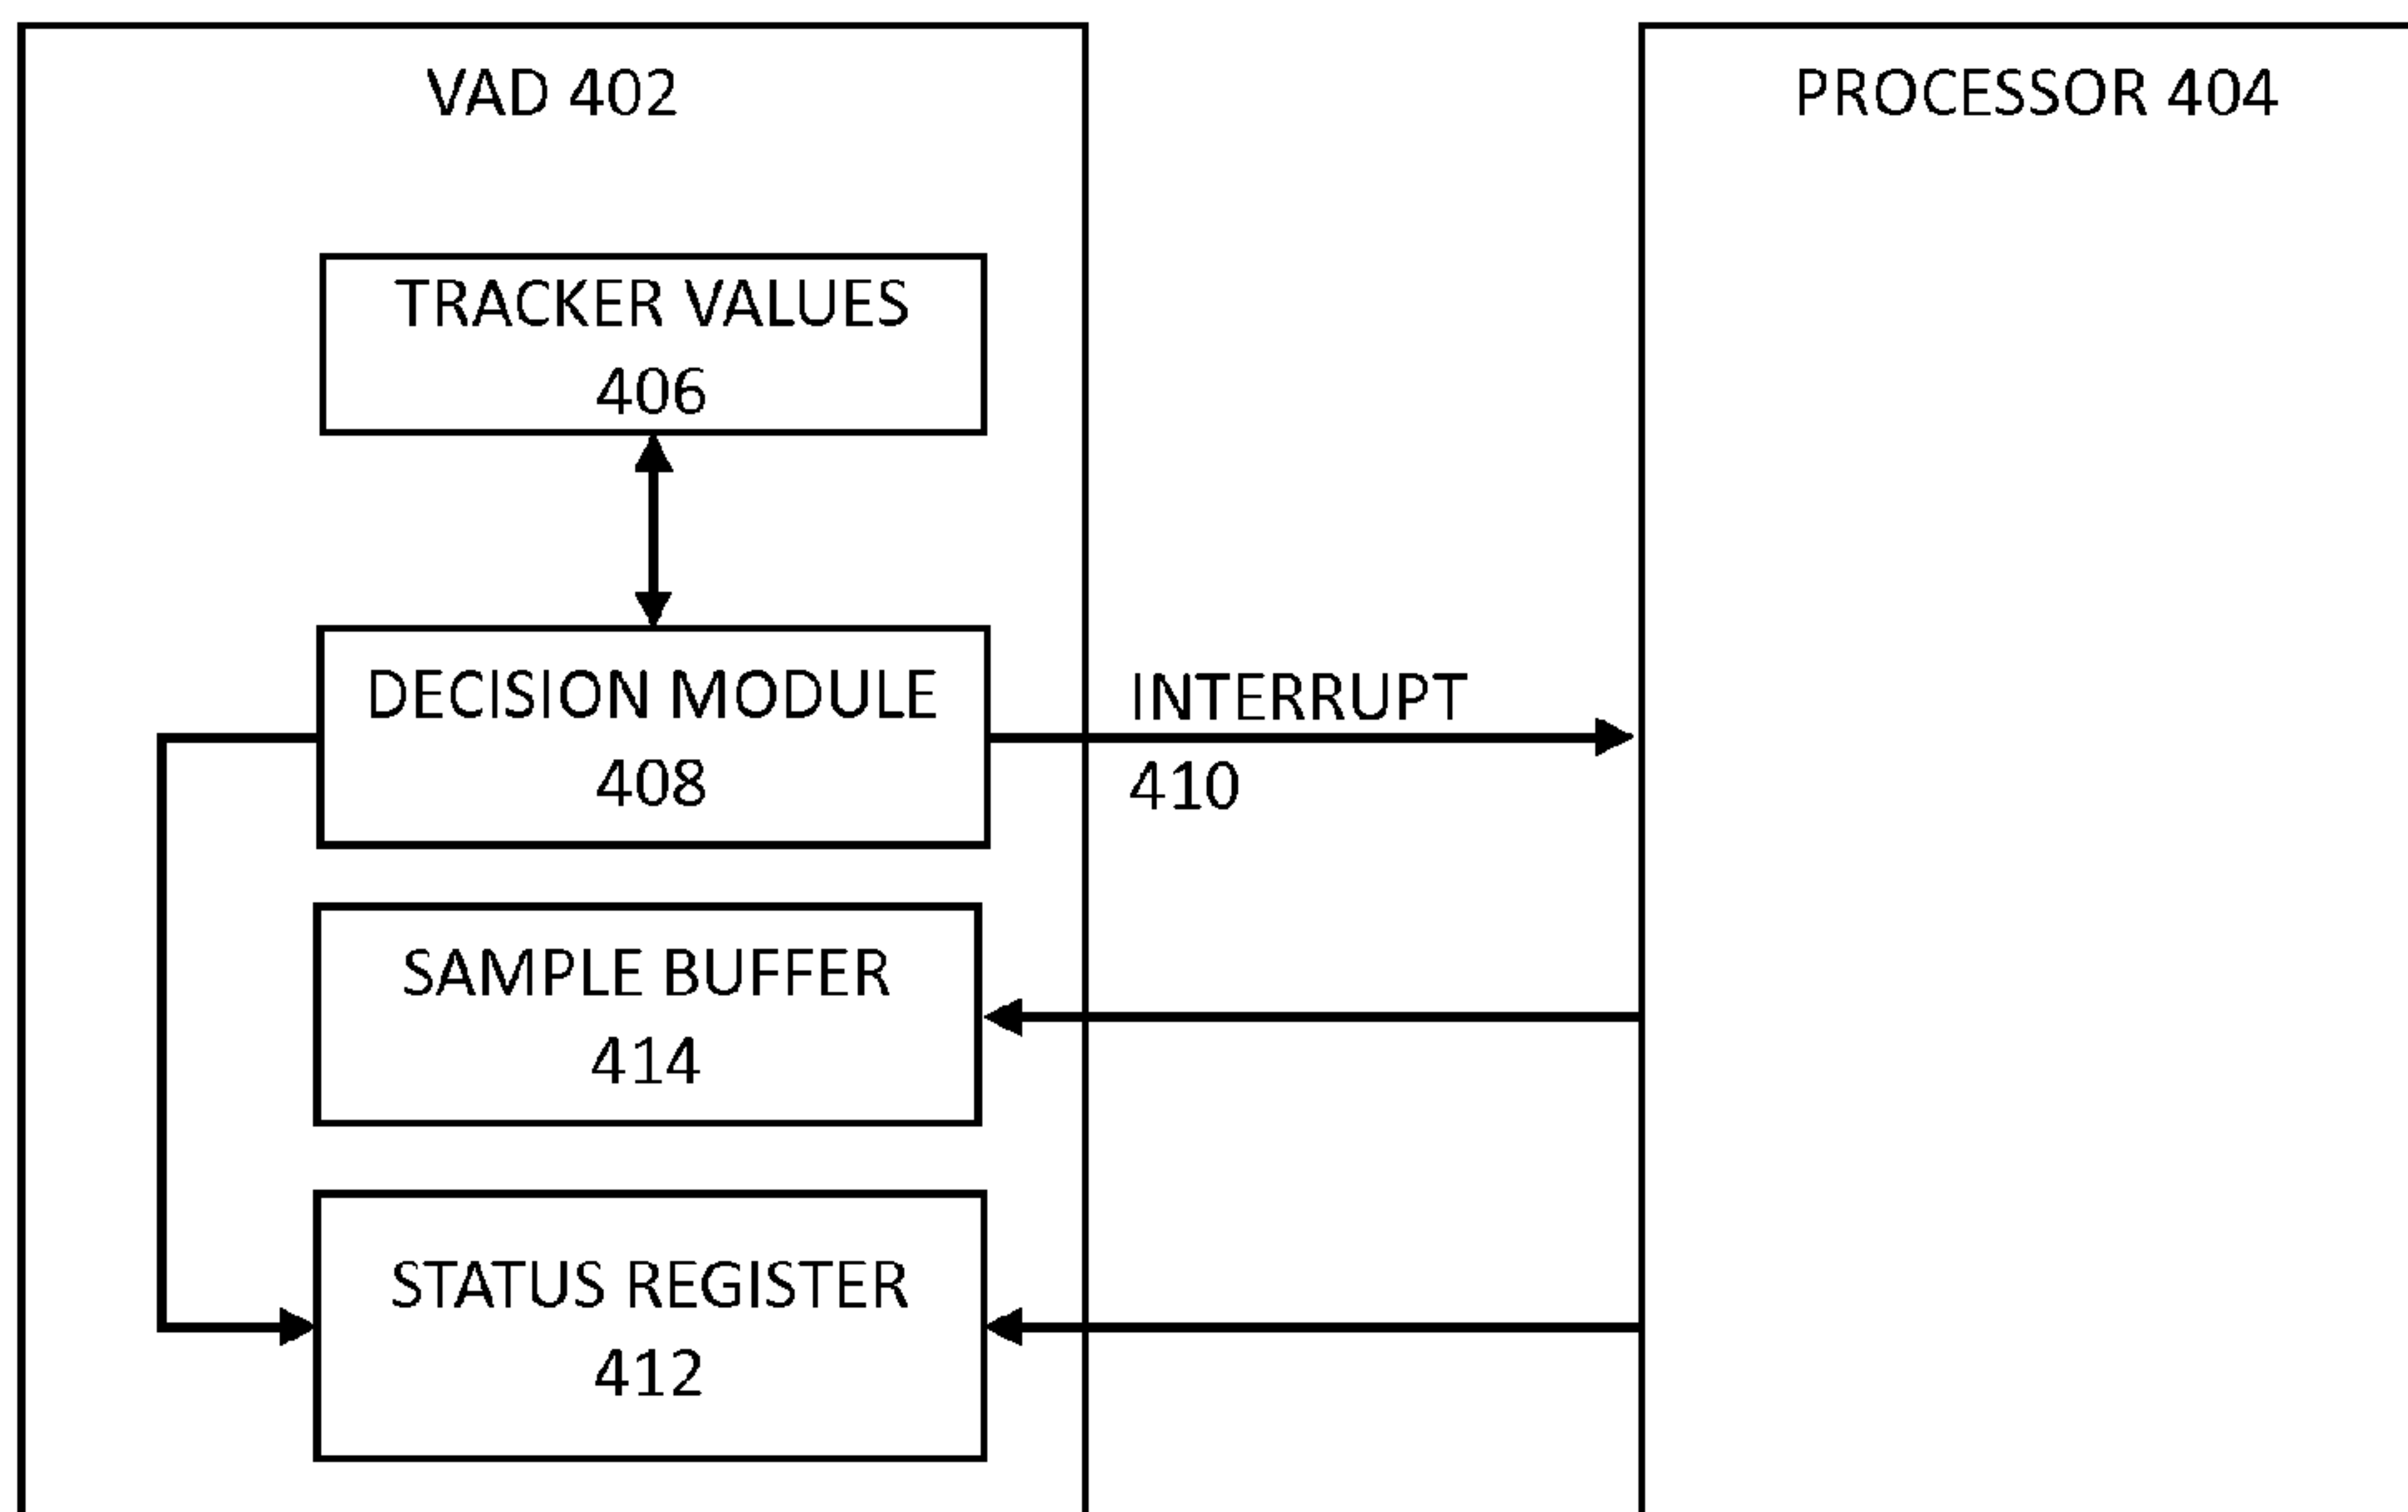 VAD 402
PROCESSOR 404
TRACKER VALUES
406
DECISION MODULE
408
INTERRUPT
410
SAMPLE BUFFER
414
STATUS REGISTER
412